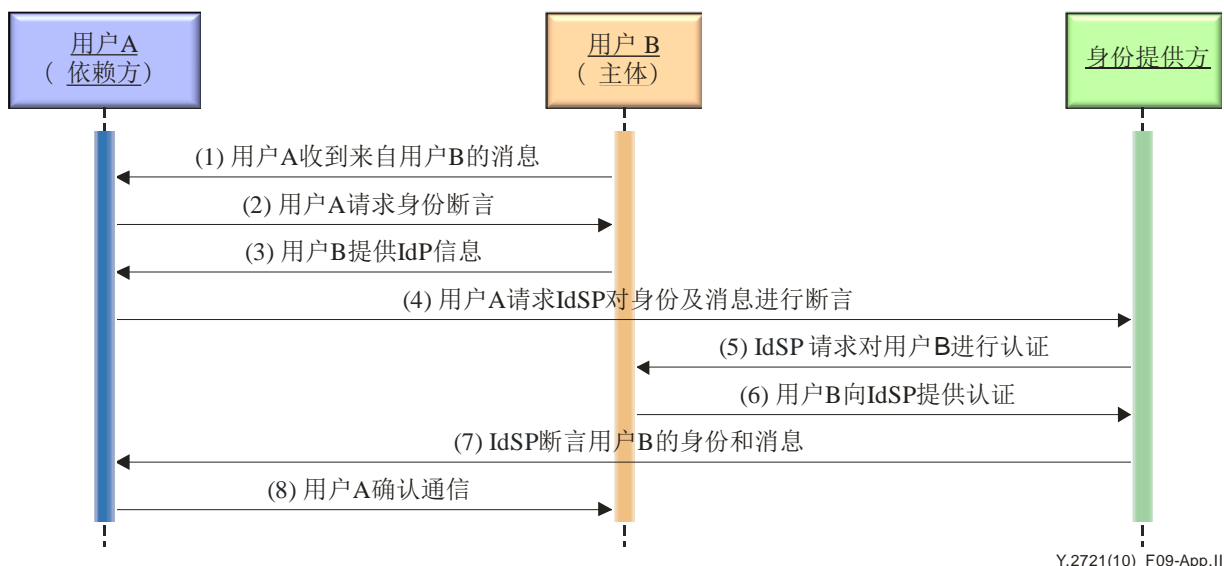 用户A
( 依赖方)
用户 B
( 主体)
身份提供方
(1) 用户A收到来自用户B的消息
(2) 用户A请求身份断言
(3) 用户B提供IdP信息
(4) 用户A请求IdSP对身份及消息进行断言
(5) IdSP 请求对用户B进行认证
(6) 用户B向IdSP提供认证
(7) IdSP断言用户B的身份和消息
(8) 用户A确认通信
Y.2721(10)_F09-App.II